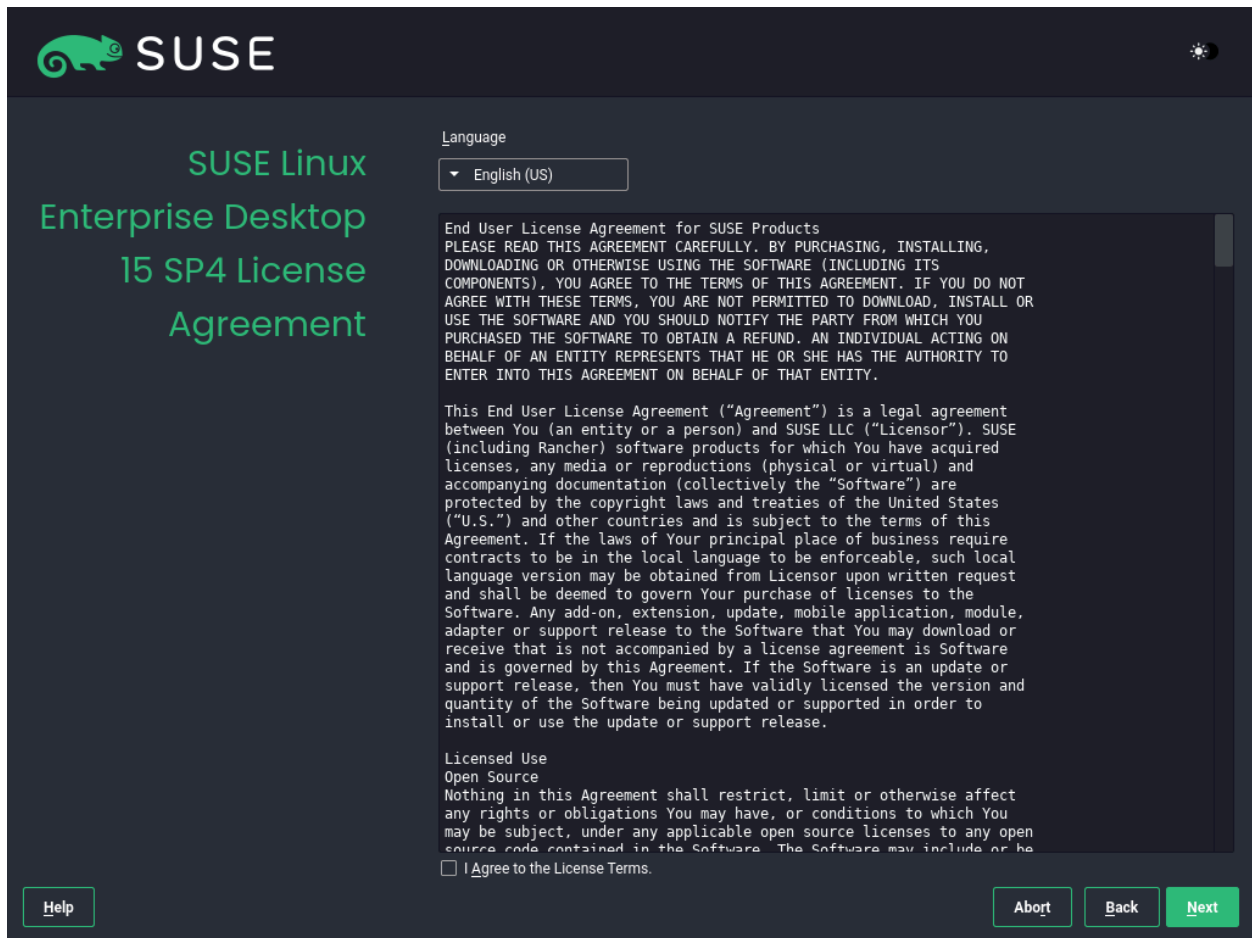 SUSE
SUSE Linux
Enterprise Desktop
15 SP4 License
Agreement
Language
English (US)
End User License Agreement for SUSE Products
PLEASE READ THIS AGREEMENT CAREFULLY. BY PURCHASING, INSTALLING,
DOWNLOADING OR OTHERWISE USING THE SOFTWARE (INCLUDING ITS
COMPONENTS), YOU AGREE TO THE TERMS OF THIS AGREEMENT. IF YOU DO NOT
AGREE WITH THESE TERMS, YOU ARE NOT PERMITTED TO DOWNLOAD, INSTALL OR
USE THE SOFTWARE AND YOU SHOULD NOTIFY THE PARTY FROM WHICH YOU
PURCHASED THE SOFTWARE TO OBTAIN A REFUND. AN INDIVIDUAL ACTING ON
BEHALF OF AN ENTITY REPRESENTS THAT HE OR SHE HAS THE AUTHORITY TO
ENTER INTO THIS AGREEMENT ON BEHALF OF THAT ENTITY.
This End User License Agreement (“Agreement”) is a legal agreement
between You (an entity or a person) and SUSE LLC (“Licensor”). SUSE
(including Rancher) software products for which You have acquired
licenses, any media or reproductions (physical or virtual) and
accompanying documentation (collectively the “Software”) are
protected by the copyright laws and treaties of the United States
(“U.S.”) and other countries and is subject to the terms of this
Agreement. If the laws of Your principal place of business require
contracts to be in the local language to be enforceable, such local
language version may be obtained from Licensor upon written request
and shall be deemed to govern Your purchase of licenses to the
Software. Any add-on, extension, update, mobile application, module,
adapter or support release to the Software that You may download or
receive that is not accompanied by a license agreement is Software
and is governed by this Agreement. If the Software is an update or
support release, then You must have validly licensed the version and
quantity of the Software being updated or supported in order to
install or use the update or support release.
Licensed Use
Open Source
Nothing in this Agreement shall restrict, limit or otherwise affect
any rights or obligations You may have, or conditions to which You
may be subject, under any applicable open source licenses to any open
source code contained in the Software. The Software may include or be
I Agree to the License Terms.
Help
Abort
Back
Next